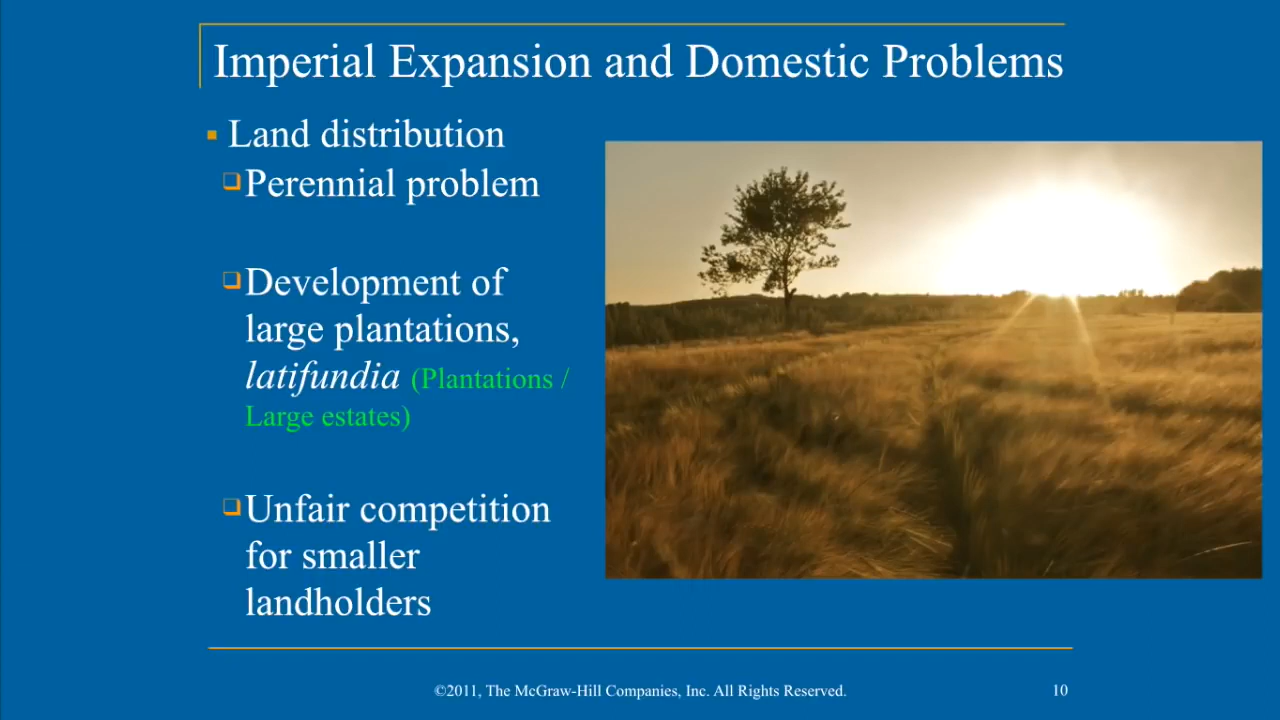 Imperial Expansion and Domestic Problems
Land distribution
Perennial problem
Development of
large plantations,
latifundia (Plantations /
Large estates)
Unfair competition
for smaller
landholders
©2011, The McGraw-Hill Companies, Inc. All Rights Reserved.
10